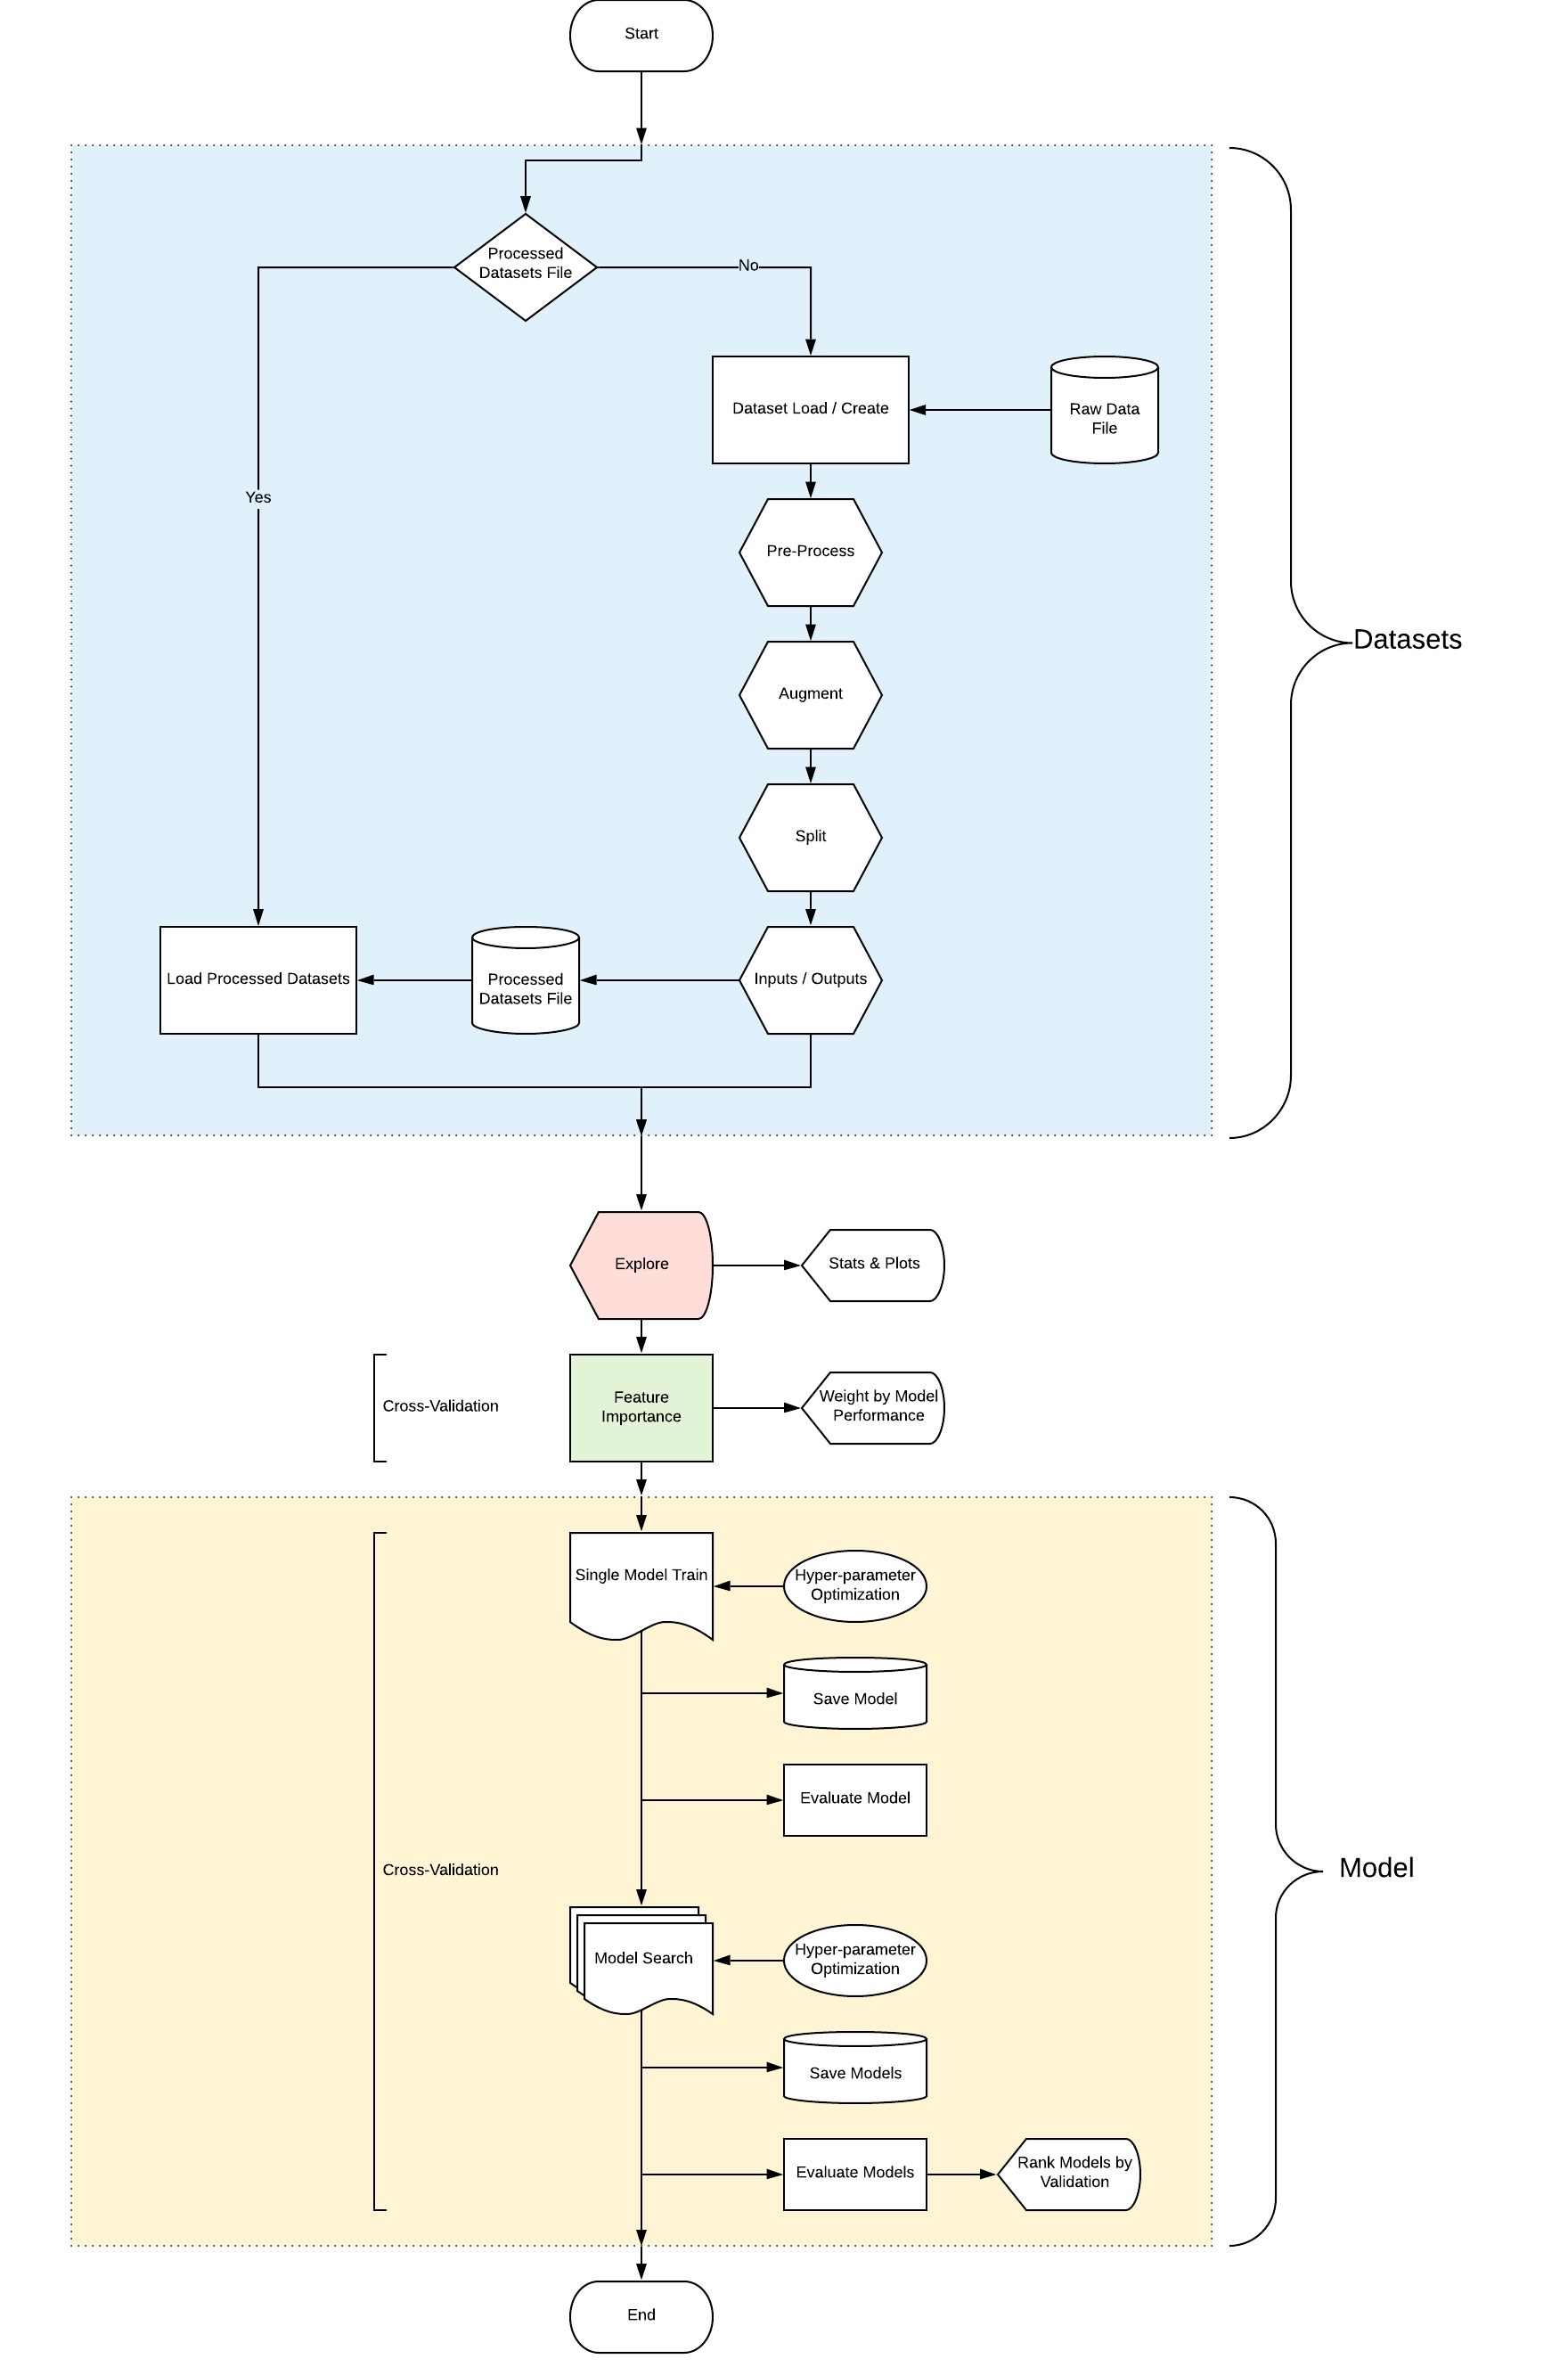 Start
Processed
Datasets File
No
Dataset Load / Create
Raw Data
File
Yes
Pre-Process
Datasets
Augment
Split
Load Processed Datasets
Processed
Datasets File
Inputs / Outputs
Explore
Stats & Plots
Cross-Validation
Feature
Importance
Weight by Model
Performance
Single Model Train
Hyper-parameter
Optimization
Save Model
Evaluate Model
Cross-Validation
Model
Model Search
Hyper-parameter
Optimization
Save Models
Evaluate Models
Rank Models by
Validation
End